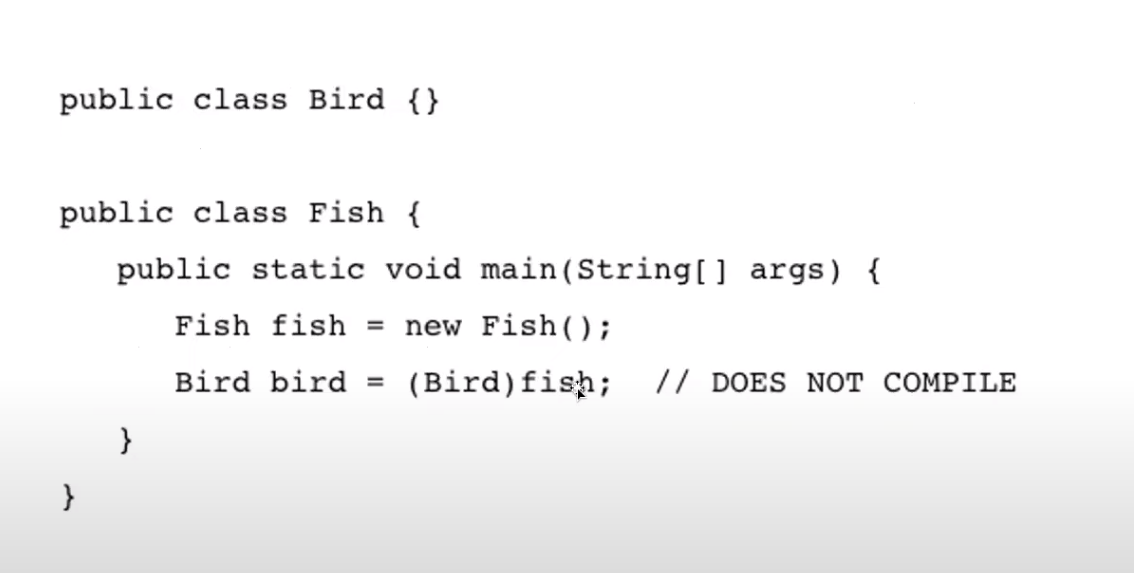 public class Bird {}
public class Fish {
public static void main(String[] args) {
Fish fish = new Fish();
Bird bird = (Bird)fish; // DOES NOT COMPILE
}
}